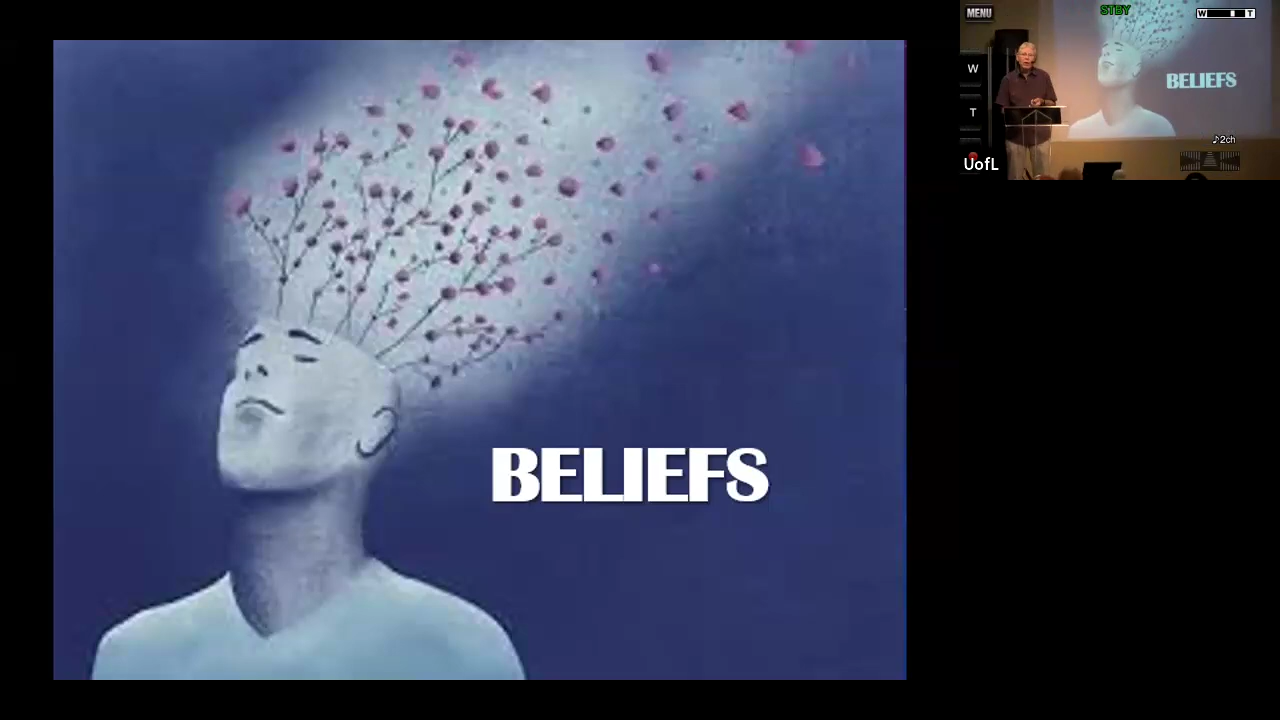 BELIEFS
MENU
STBY
W T
W
T
BELIEFS
♪2ch
UofL